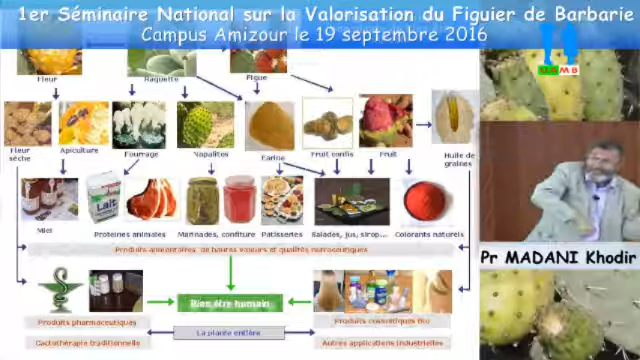 1er Séminaire National sur la Valorisation du Figuier de Barbarie
Campus Amizour le 19 septembre 2016
Fleur
Raquette
Figue
Fleur sèche
Apiculture
Fourrage
Nopalitos
Farine
Fruit confis
Fruit
Huile de graines
Lait
Miel
Proteines animales
Marinades, confiture
Patisseries
Salades, jus, sirop...
Colorants naturels
Produits alimentaires de hautes valeurs et qualités nutraceutiques
Bien être humain
Produits pharmaceutiques
Produits cosmétiques bio
La plante entière
Cactothérapie traditionnelle
Autres applications industrielles
Pr MADANI Khodir